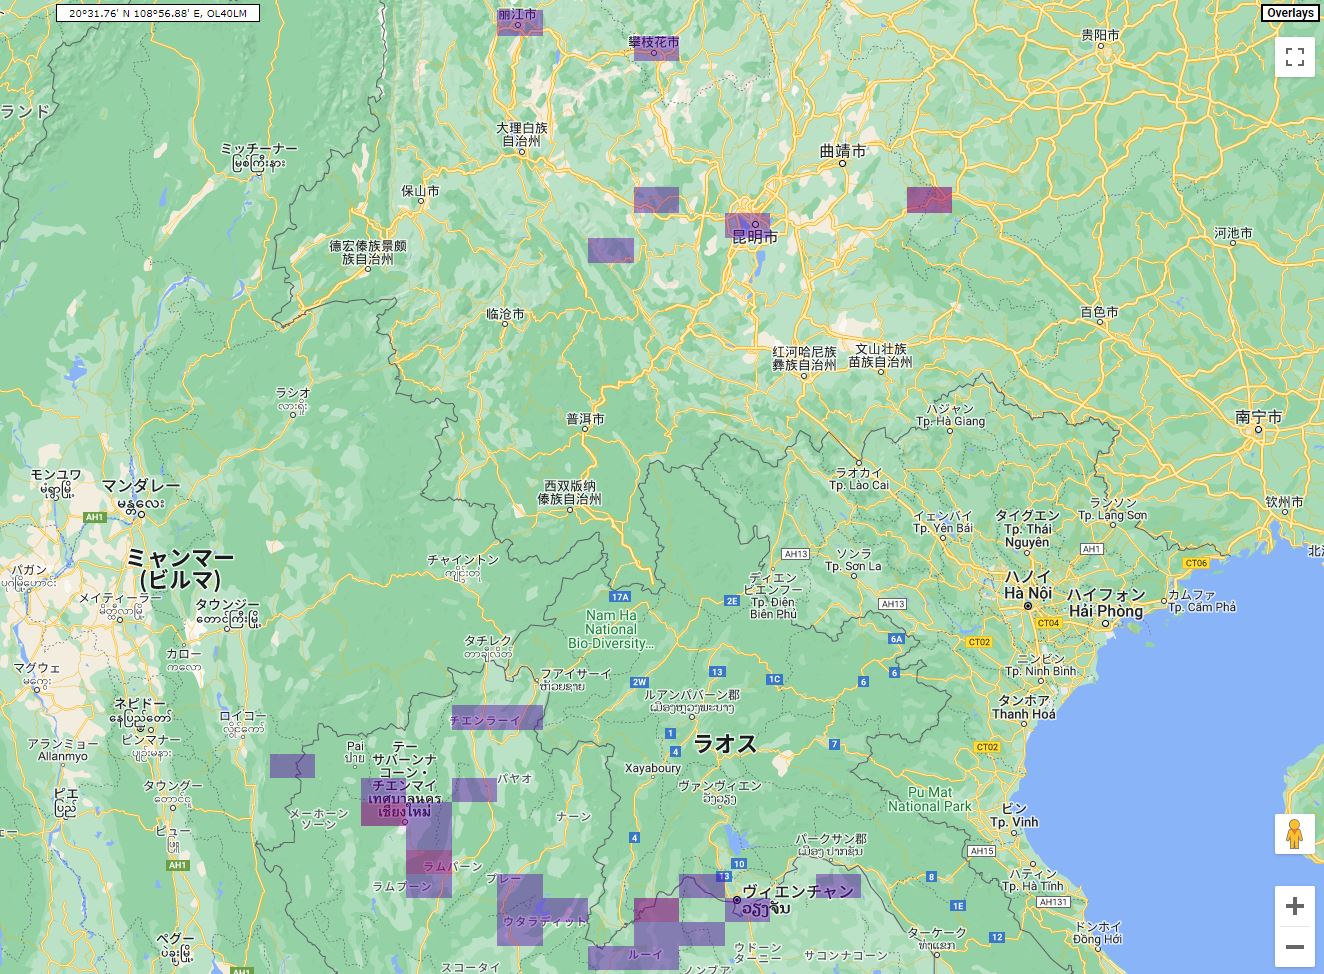 20°31.76' N 108°56.88' E, OL40LM
Overlays
丽江市
攀枝花市
贵阳市
ランド
大理白族
自治州
ミッチーナー
မြစ်ကြီးနား
曲靖市
保山市
昆明市
河池市
德宏傣族景颇
族自治州
临沧市
百色市
红河哈尼族
彝族自治州
文山壮族
苗族自治州
ラシオ
လားရှိုး
ハジャン
Tp. Hà Giang
普洱市
南宁市
モンユワ
မုံရွာမြို့
マンダレー
မန္တလေး
AH1
ラオカイ
Tp. Lào Cai
西双版纳
傣族自治州
イェンバイ
Tp. Yên Bái
タイグエン
Tp. Thái
Nguyên
ランソン
Tp. Lạng Sơn
钦州市
北海
ミャンマー
(ビルマ)
バガン
チャイントン
ကျိုင်းတုံ
AH13
ソンラ
Tp. Sơn La
AH1
CT06
メイティーラー
タウンジー
တောင်ကြီးမြို့
17A
2E
ディエン
ビエンフー
Tp. Điện
Biên Phủ
AH13
ハノイ
Hà Nội
ハイフォン
Hải Phòng
カムファ
Tp. Cẩm Phả
Nam Ha
National
Bio-Diversity...
CT04
CT02
6A
カロー
ကလော
タチレク
တာချီလိတ်
マグウェ
မကွေး
フアイサーイ
ຫ້ວຍຊາຍ
2W
13
1C
6
6
ニンビン
Tp. Ninh Bình
ルアンパバーン郡
ເມືອງຫຼວງພະບາງ
タンホア
Thanh Hoá
ネピドー
နေပြည်တော်
ロイコー
လွိုင်ကော်
チエンラーイ
ピンマナー
ပျဉ်းမနား
アランミョー
Allanmyo
Pai
ปาย
テー
サバーンナ
コーン・
チエンマイ
เทศบาลนคร
เชียงใหม่
1
4
ラオス
7
CT02
Xayaboury
パヤオ
ヴァンヴィエン
ວັງວຽງ
ピエ
ပြည်
タウングー
တောင်ငူ
Pu Mat
National Park
メーホーン
ソーン
ナーン
ビン
Tp. Vinh
ピュー
ဖြူး
4
パークサン郡
ເມືອງ ປາກຊັນ
AH15
AH1
ラムパーン
10
13
ラムプーン
プレー
8
ハティン
Tp. Hà Tĩnh
ヴィエンチャン
ວຽງຈັນ
AH131
1E
ウタラディット
ペグー
ပဲခူးမြို့
ターケーク
ທ່າແຂກ
12
ドンホイ
Đồng Hới
ルーイ
ウドーン
ターニー
サコンナコーン
スコータイ
ノンブア
AH1